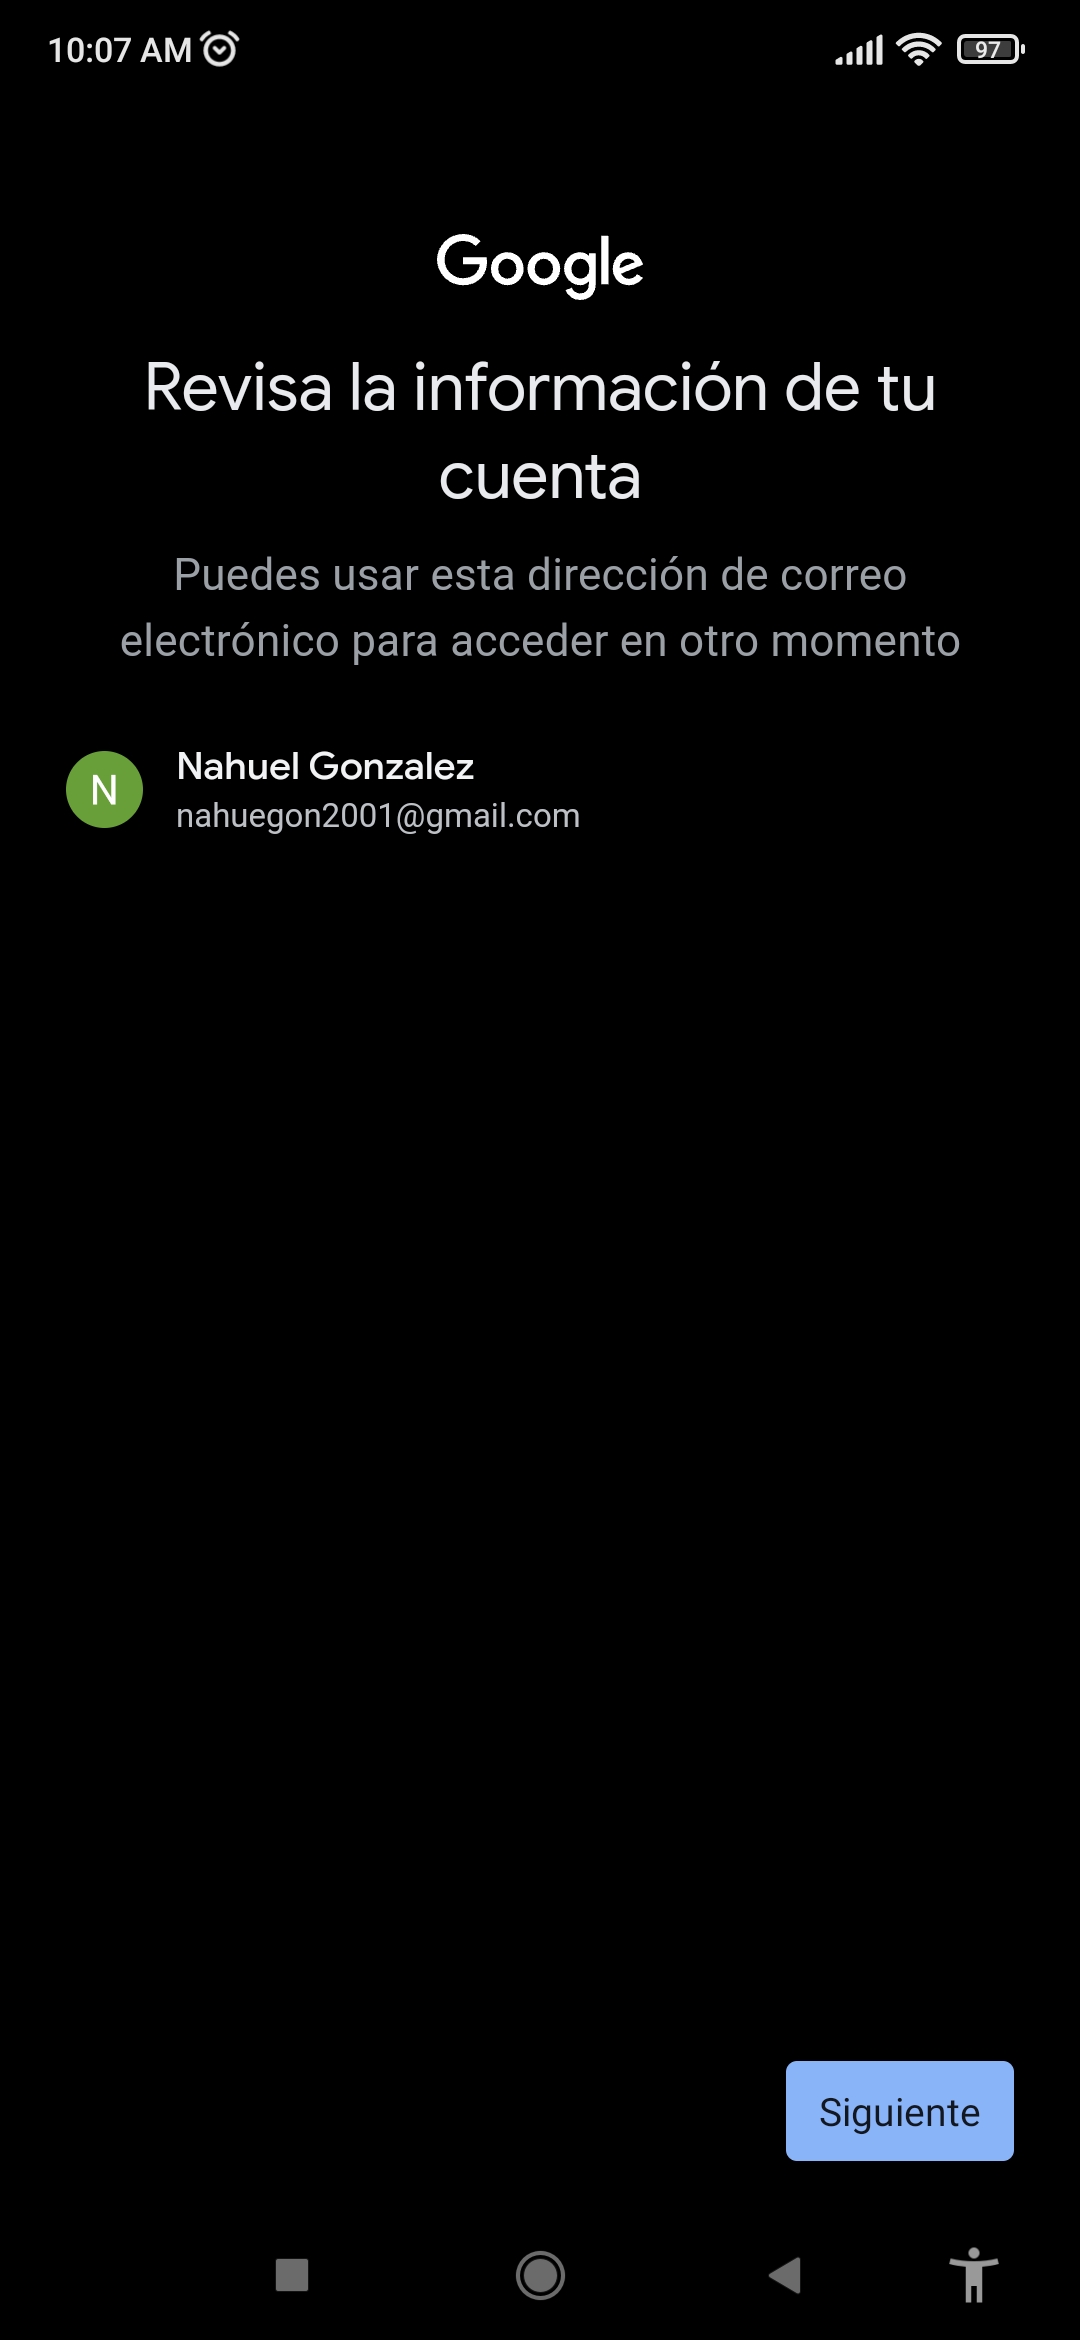 10:07 AM
97
Google
Revisa la información de tu
cuenta
Puedes usar esta dirección de correo
electrónico para acceder en otro momento
N
Nahuel Gonzalez
nahuegon2001@gmail.com
Siguiente